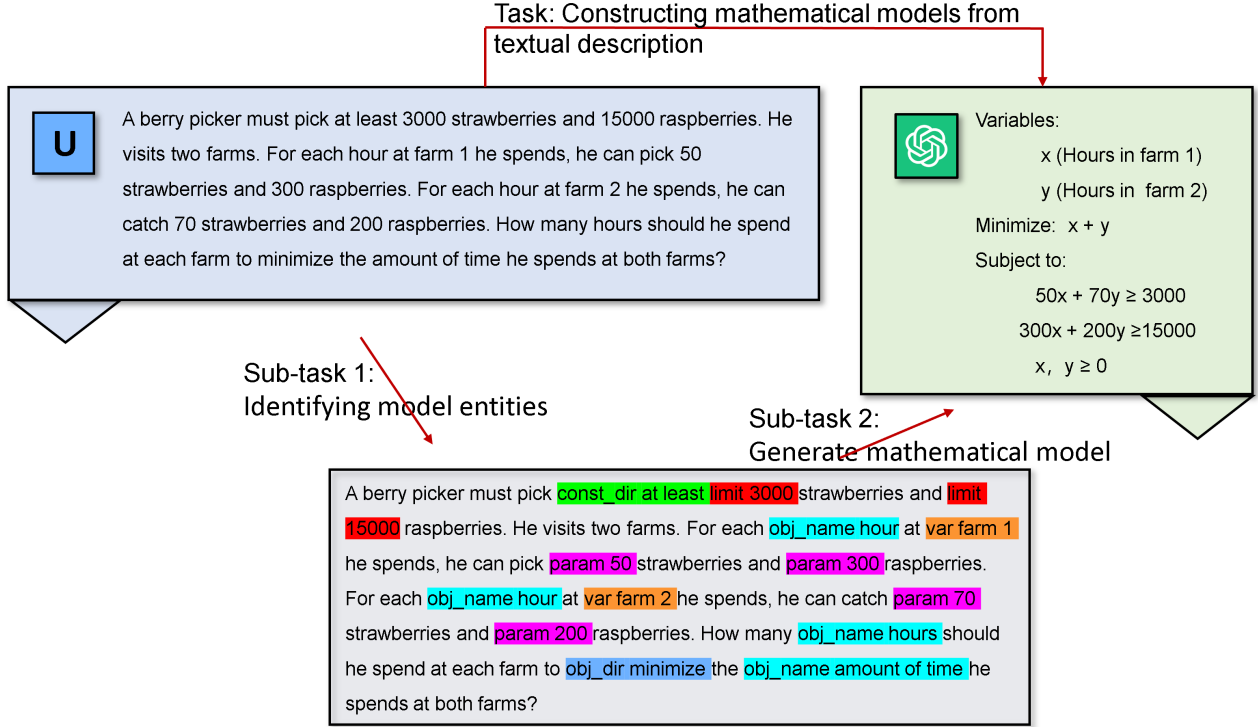 Task: Constructing mathematical models from
textual description
U
A berry picker must pick at least 3000 strawberries and 15000 raspberries. He
visits two farms. For each hour at farm 1 he spends, he can pick 50
strawberries and 300 raspberries. For each hour at farm 2 he spends, he can
catch 70 strawberries and 200 raspberries. How many hours should he spend
at each farm to minimize the amount of time he spends at both farms?
Variables:
x (Hours in farm 1)
y (Hours in farm 2)
Minimize: x + y
Subject to:
50x + 70y ≥ 3000
300x + 200y ≥15000
x, y ≥ 0
Sub-task 1:
Identifying model entities
Sub-task 2:
Generate mathematical model
A berry picker must pick const_dir at least limit 3000 strawberries and limit
15000 raspberries. He visits two farms. For each obj_name hour at var farm 1
he spends, he can pick param 50 strawberries and param 300 raspberries.
For each obj_name hour at var farm 2 he spends, he can catch param 70
strawberries and param 200 raspberries. How many obj_name hours should
he spend at each farm to obj_dir minimize the obj_name amount of time he
spends at both farms?